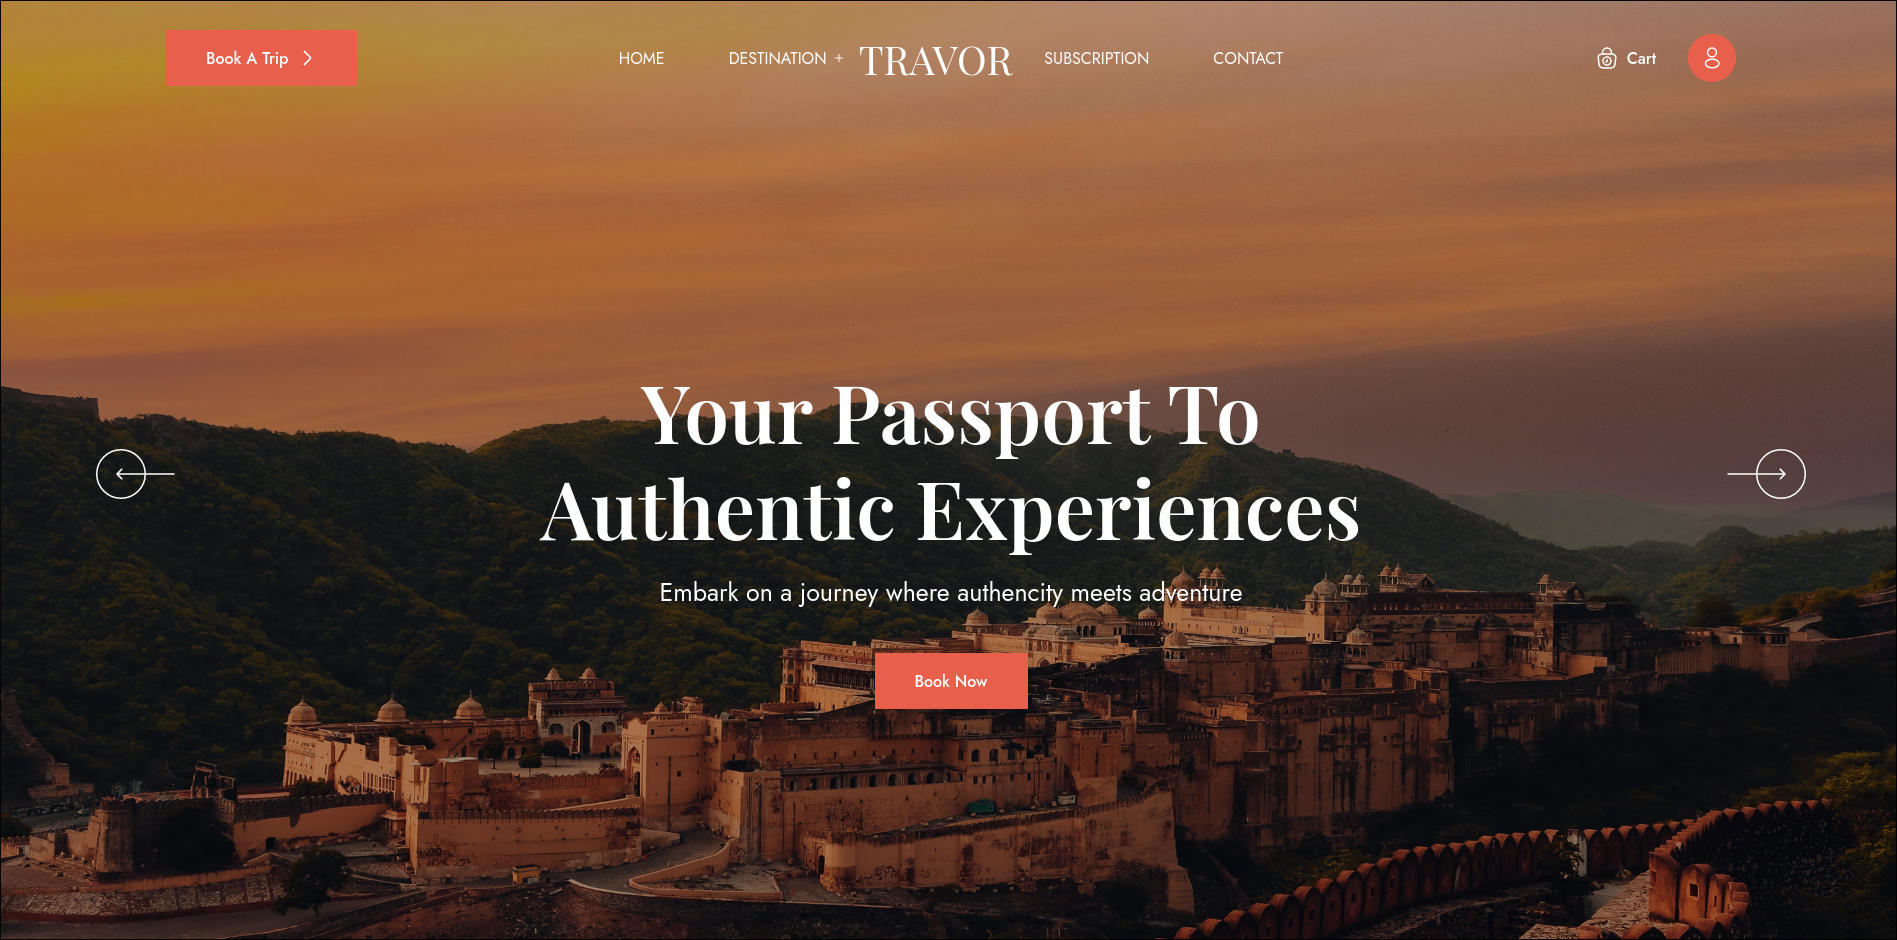 Book A Trip
HOME
DESTINATION +
TRAVOR
SUBSCRIPTION
CONTACT
Cart
Your Passport To
Authentic Experiences
Embark on a journey where authencity meets adventure
Book Now